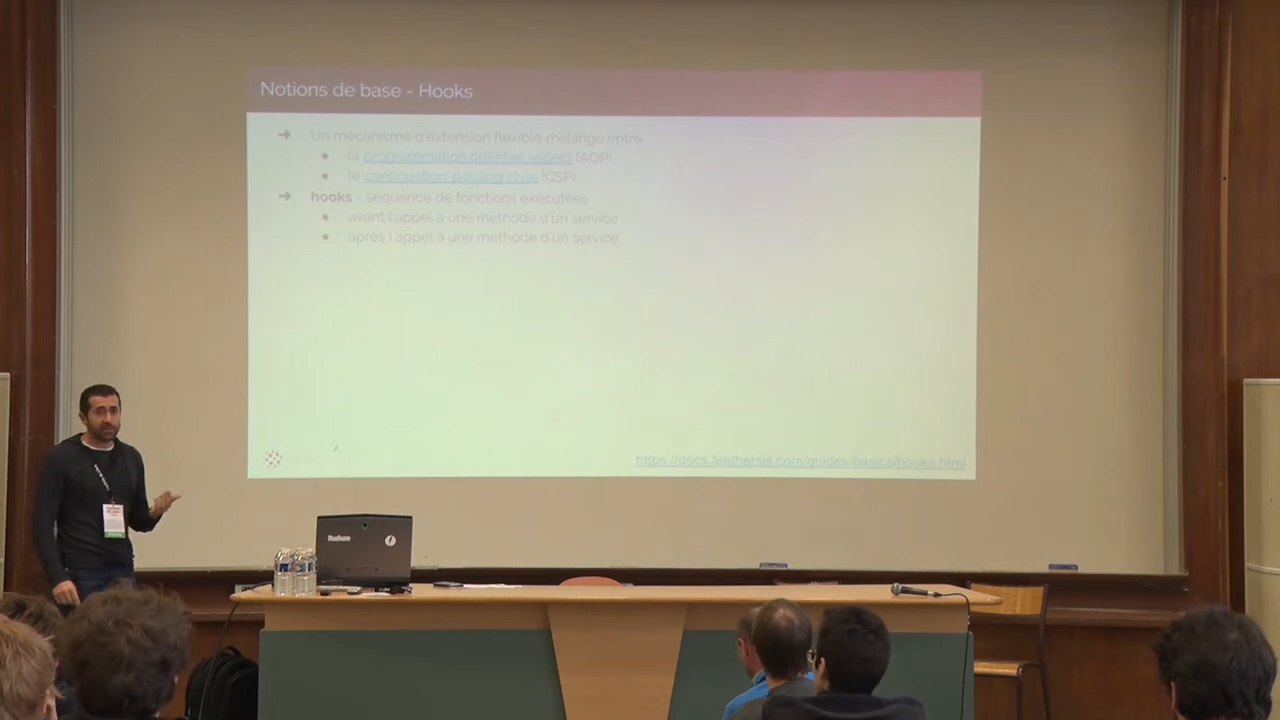 Notions de base - Hooks
➔ Un mécanisme d'extension flexible mélange entre
● la programmation orientée aspect (AOP)
● le continuation-passing style (CSP)
➔ hooks - séquence de fonctions exécutées
● avant l'appel à une méthode d'un service
● après l'appel à une méthode d'un service
https://docs.feathersjs.com/guides/basics/hooks.html